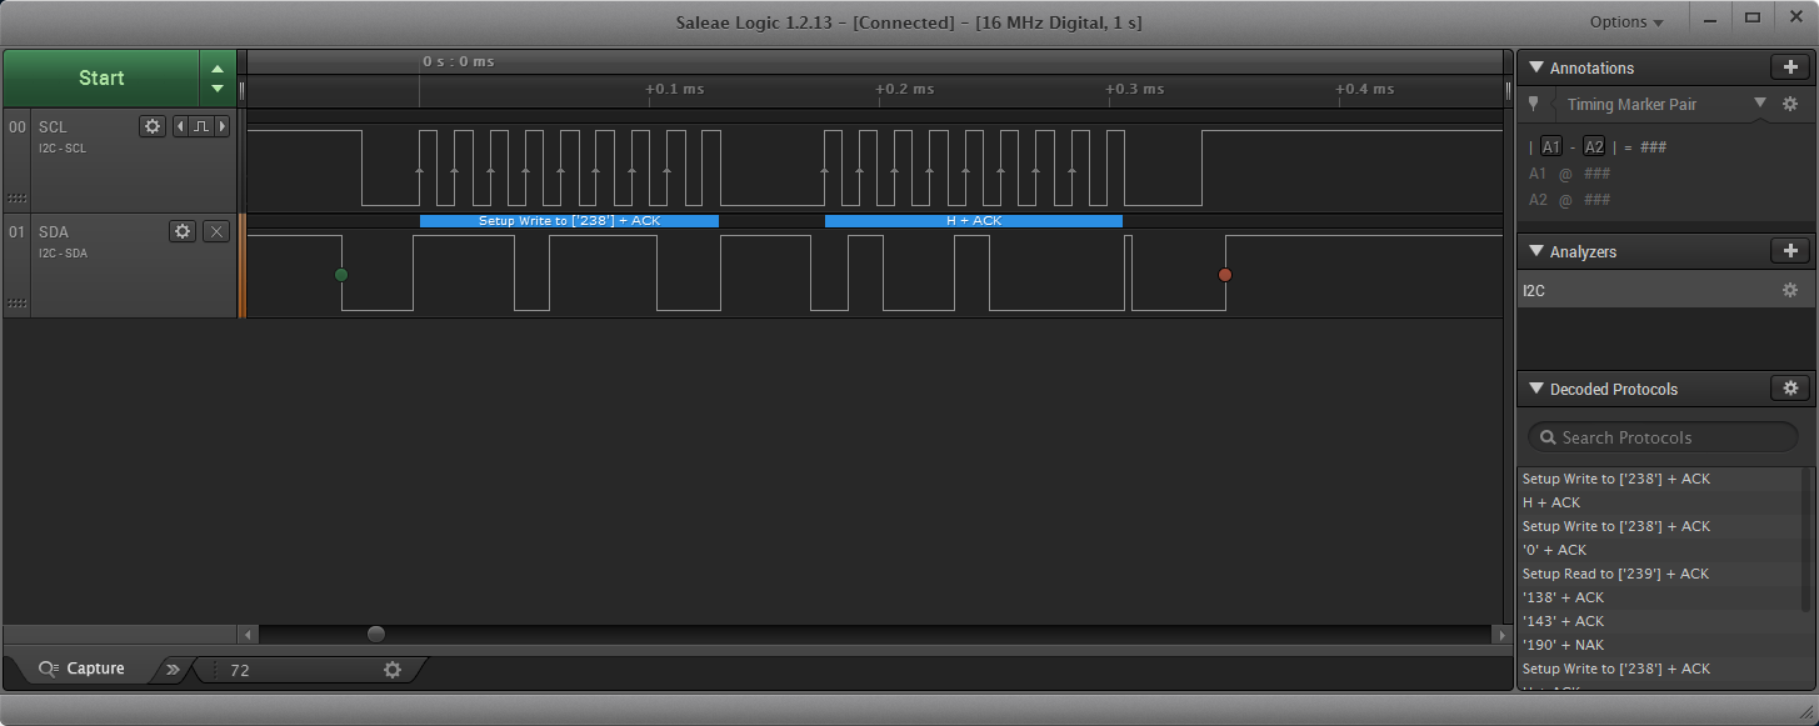 Saleae Logic 1.2.13 - [Connected] - [16 MHz Digital, 1 s]
Options
Start
0 s : 0 ms
+0.1 ms +0.2 ms +0.3 ms +0.4 ms
00 SCL
I2C - SCL
Setup Write to ['238'] + ACK H + ACK
01 SDA
I2C - SDA
Capture
72
Annotations
Timing Marker Pair
| A1 - A2 | = ###
A1 @ ###
A2 @ ###
Analyzers
I2C
Decoded Protocols
Search Protocols
Setup Write to ['238'] + ACK
H + ACK
Setup Write to ['238'] + ACK
'0' + ACK
Setup Read to ['239'] + ACK
'138' + ACK
'143' + ACK
'190' + NAK
Setup Write to ['238'] + ACK